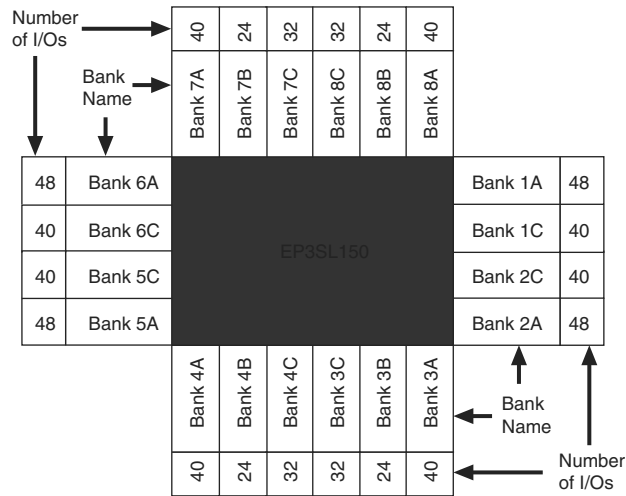 Number
of I/Os
40 24 32 32 24 40
Bank
Name
Bank 7A Bank 7B Bank 7C Bank 8C Bank 8B Bank 8A
48 Bank 6A Bank 1A 48
40 Bank 6C Bank 1C 40
EP3SL150
40 Bank 5C Bank 2C 40
48 Bank 5A Bank 2A 48
Bank 4A Bank 4B Bank 4C Bank 3C Bank 3B Bank 3A
Bank
Name
40 24 32 32 24 40
Number
of I/Os